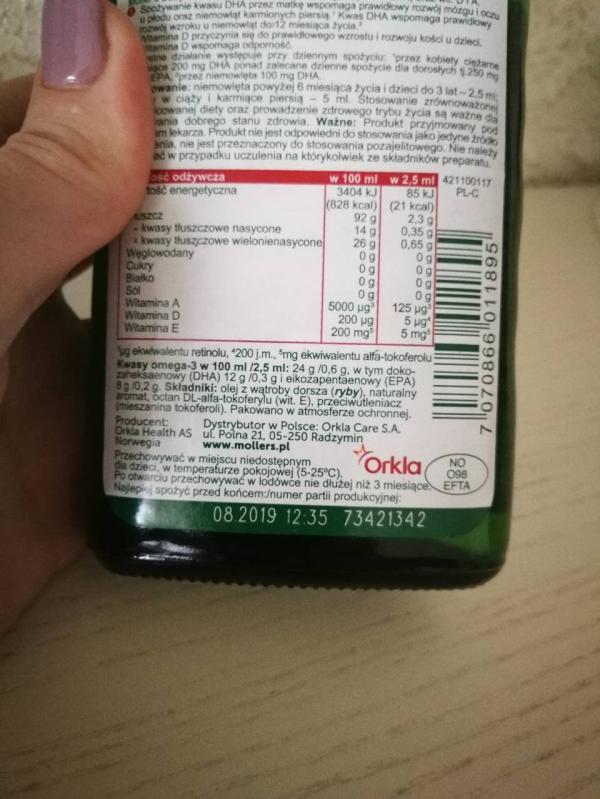 Spożywanie kwasu DHA przez matkę wspomaga prawidłowy rozwój mózgu i oczu
u płodu oraz niemowląt karmionych piersią.¹ Kwas DHA wspomaga prawidłowy
rozwój wzroku u niemowląt do 12 miesiąca życia.²
Witamina D przyczynia się do prawidłowego wzrostu i rozwoju kości u dzieci.
Witamina D wspomaga odporność.
działanie występuje przy dziennym spożyciu: ¹przez kobiety ciężarne
200 mg DHA ponad zalecane dzienne spożycie dla dorosłych tj.250 mg
EPA, ²przez niemowlęta 100 mg DHA.
niemowlęta powyżej 6 miesiąca życia i dzieci do 3 lat – 2,5 ml;
w ciąży i karmiące piersią – 5 ml. Stosowanie zrównoważonej
diety oraz prowadzenie zdrowego trybu życia są ważne dla
dobrego stanu zdrowia. Ważne: Produkt przyjmowany pod
lekarza. Produkt nie jest odpowiedni do stosowania jako jedyne źródło
nie jest przeznaczony do stosowania pozajelitowego. Nie należy
w przypadku uczulenia na którykolwiek ze składników preparatu.
odżywcza w 100 ml w 2,5 ml 421100117
energetyczna 3404 kJ 85 kJ PL-C
(828 kcal) (21 kcal)
92 g 2,3 g
- kwasy tłuszczowe nasycone 14 g 0,35 g
kwasy tłuszczowe wielonienasycone 26 g 0,65 g
Węglowodany 0 g 0 g
Cukry 0 g 0 g
Białko 0 g 0 g
Sól 0 g 0 g
Witamina A 5000 µg³ 125 µg³
Witamina D 200 µg 5 µg⁴
Witamina E 200 mg⁵ 5 mg⁵
³µg ekwiwalentu retinolu, ⁴200 j.m., ⁵mg ekwiwalentu alfa-tokoferolu
Kwasy omega-3 w 100 ml /2,5 ml: 24 g /0,6 g, w tym doko-
zaheksaenowy (DHA) 12 g /0,3 g i eikozapentaenowy (EPA)
8 g /0,2 g. Składniki: olej z wątroby dorsza (ryby), naturalny
aromat, octan DL-alfa-tokoferylu (wit. E), przeciwutleniacz
(mieszanina tokoferoli). Pakowano w atmosferze ochronnej.
Producent: Dystrybutor w Polsce: Orkla Care S.A.
Orkla Health AS ul. Polna 21, 05-250 Radzymin
Norwegia www.mollers.pl
Przechowywać w miejscu niedostępnym
dla dzieci, w temperaturze pokojowej (5-25°C).
Po otwarciu przechowywać w lodówce nie dłużej niż 3 miesiące.
Najlepiej spożyć przed końcem:/numer partii produkcyjnej:
Orkla
NO
O98
EFTA
08.2019 12:35 73421342
7 070866 011895